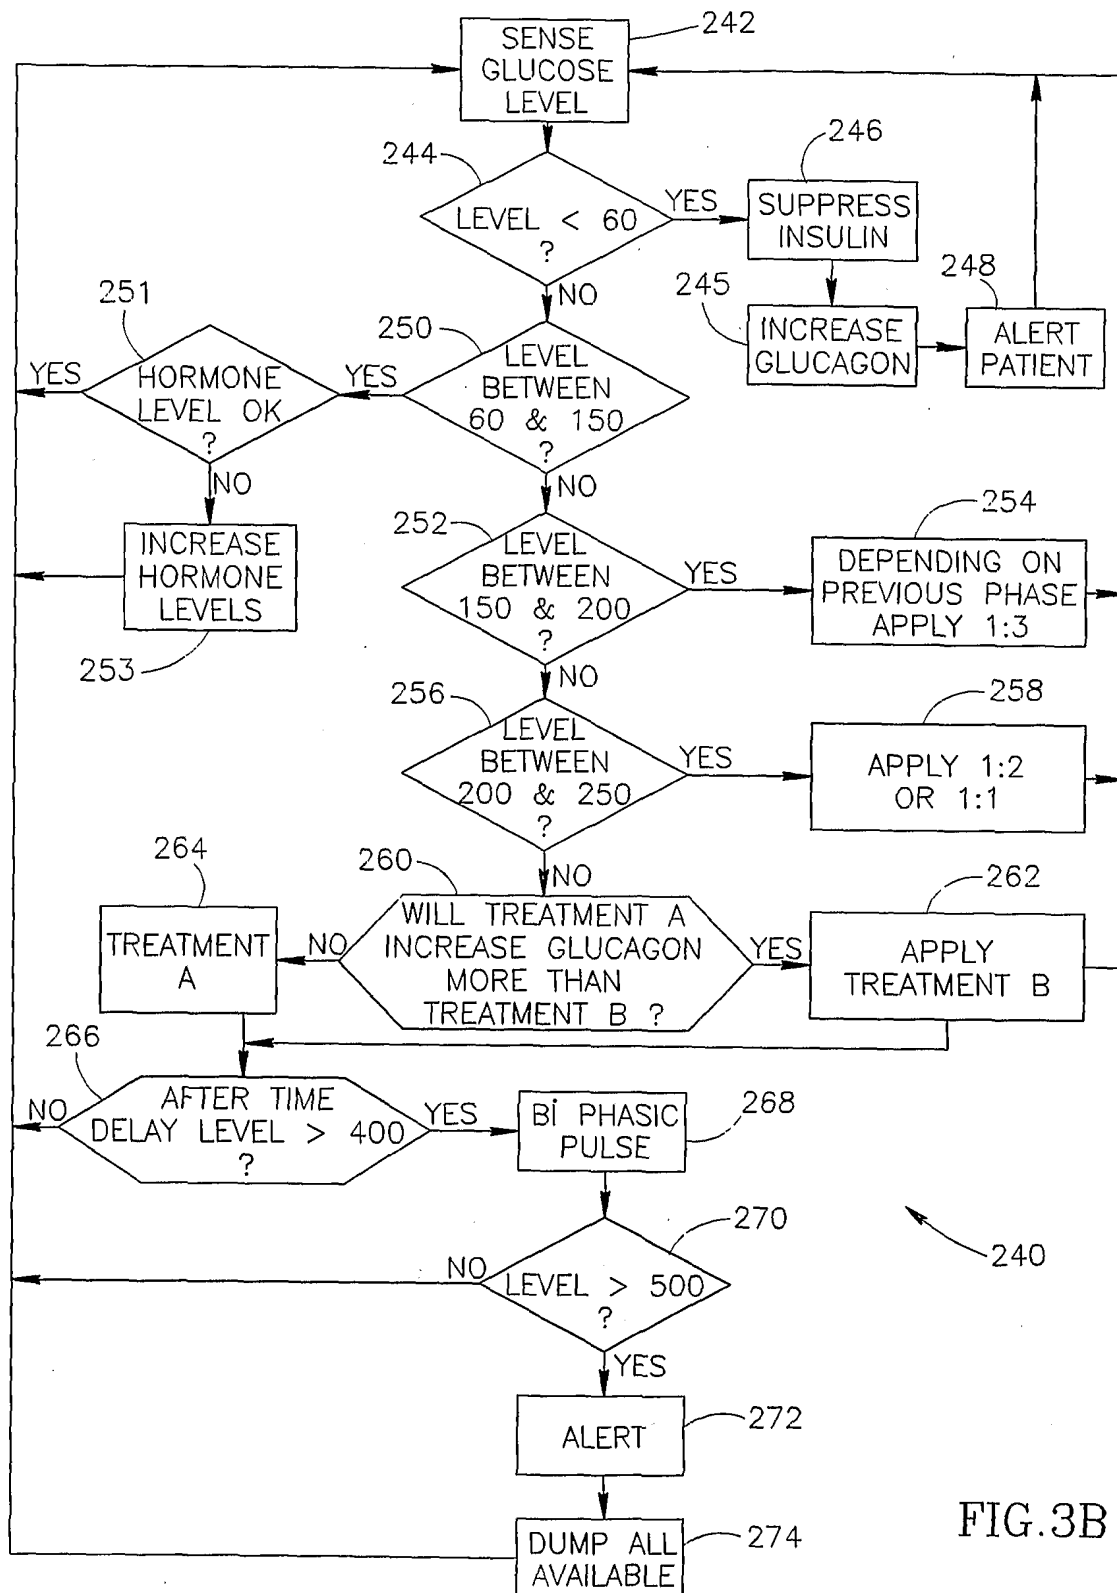 242
SENSE
GLUCOSE
LEVEL
244
LEVEL < 60
?
YES
246
SUPPRESS
INSULIN
NO
245
INCREASE
GLUCAGON
248
ALERT
PATIENT
251
HORMONE
LEVEL OK
?
YES
NO
250
LEVEL
BETWEEN
60 & 150
?
YES
NO
INCREASE
HORMONE
LEVELS
253
252
LEVEL
BETWEEN
150 & 200
?
YES
254
DEPENDING ON
PREVIOUS PHASE
APPLY 1:3
NO
256
LEVEL
BETWEEN
200 & 250
?
YES
258
APPLY 1:2
OR 1:1
NO
260
WILL TREATMENT A
INCREASE GLUCAGON
MORE THAN
TREATMENT B ?
NO
YES
264
TREATMENT
A
262
APPLY
TREATMENT B
266
AFTER TIME
DELAY LEVEL > 400
?
NO
YES
Bi PHASIC
PULSE
268
270
LEVEL > 500
?
NO
YES
240
ALERT
272
DUMP ALL
AVAILABLE
274
FIG.3B